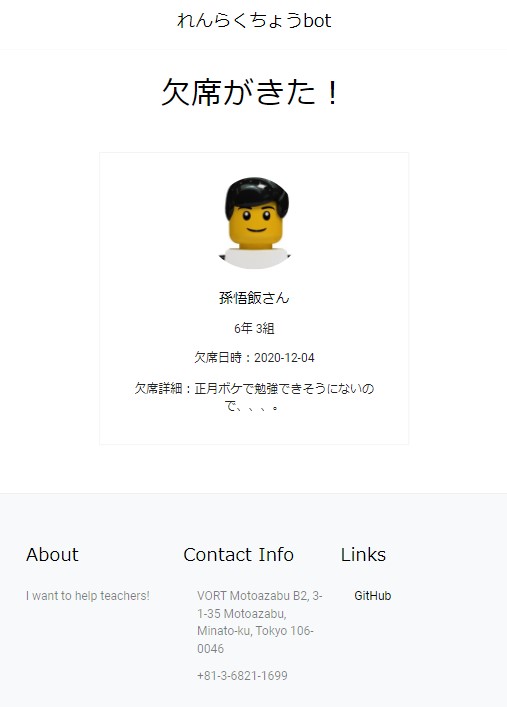 れんらくちょうbot
欠席がきた！
孫悟飯さん
6年 3組
欠席日時：2020-12-04
欠席詳細：正月ボケで勉強できそうにないの
で、、、。
About
I want to help teachers!
Contact Info
VORT Motoazabu B2, 3-
1-35 Motoazabu,
Minato-ku, Tokyo 106-
0046
+81-3-6821-1699
Links
GitHub